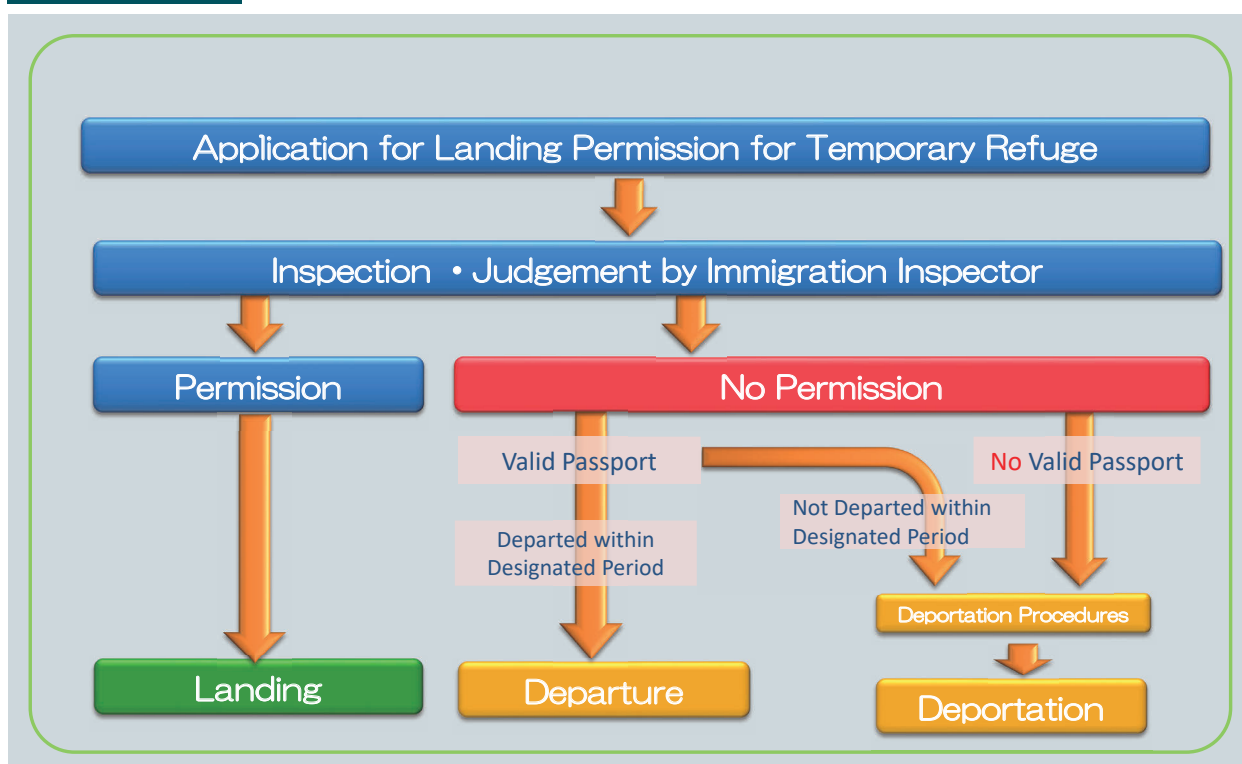 Application for Landing Permission for Temporary Refuge
Inspection ・Judgement by Immigration Inspector
Permission
No Permission
Valid Passport
No Valid Passport
Not Departed within
Designated Period
Departed within
Designated Period
Deportation Procedures
Landing
Departure
Deportation